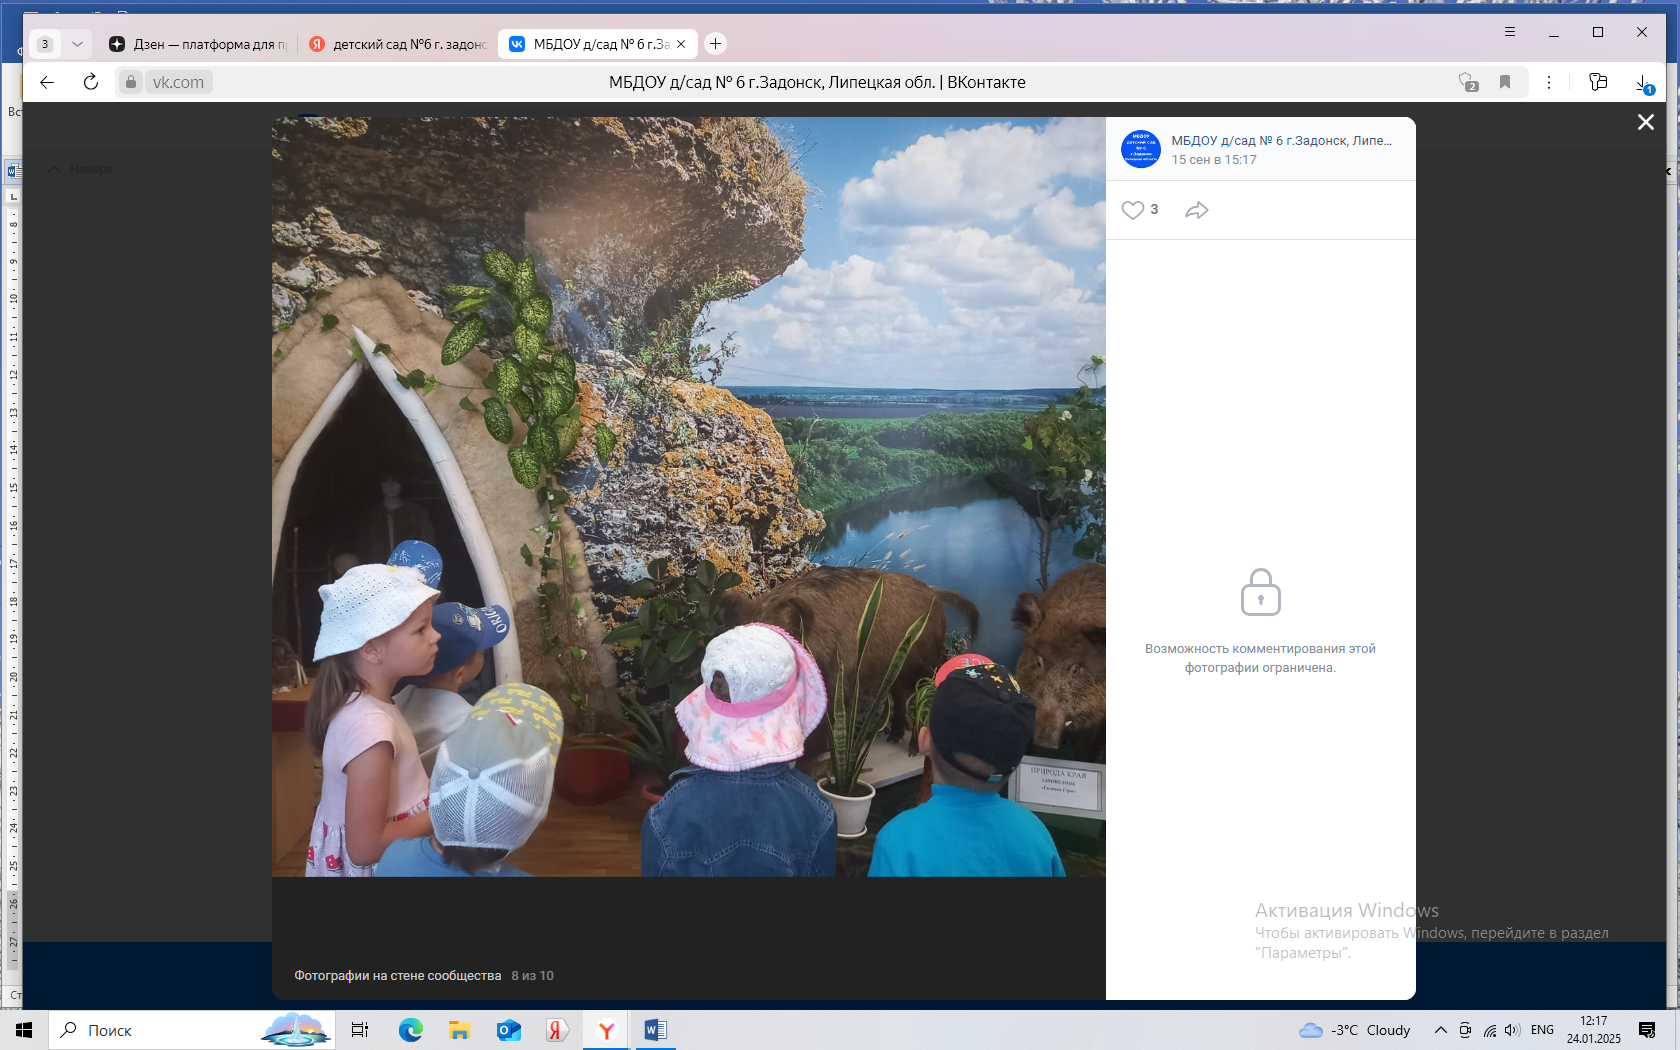 3
Дзен — платформа для п
детский сад №6 г. задонс
МБДОУ д/сад № 6 г.За
vk.com
МБДОУ д/сад № 6 г.Задонск, Липецкая обл. | ВКонтакте
2
1
Наверх
МБДОУ д/сад № 6 г.Задонск, Липе...
15 сен в 15:17
3
Возможность комментирования этой
фотографии ограничена.
ПРИРОДА КРАЯ
Активация Windows
Чтобы активировать Windows, перейдите в раздел
"Параметры".
Фотографии на стене сообщества 8 из 10
Поиск
-3°C Cloudy
ENG
12:17
24.01.2025